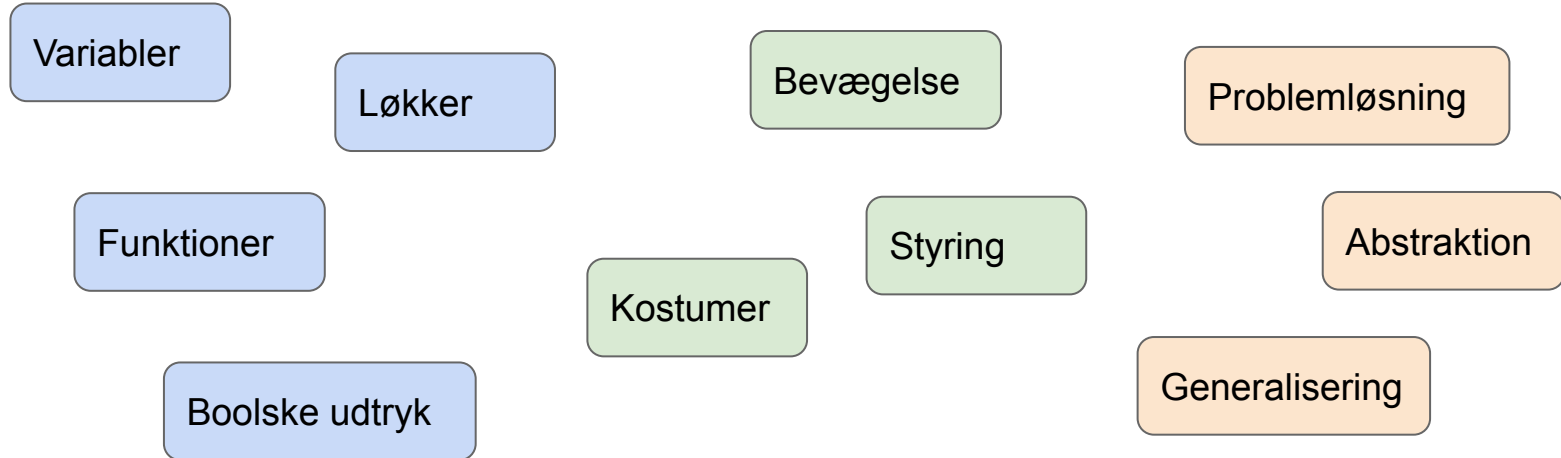 Variabler
Løkker
Funktioner
Boolske udtryk
Bevægelse
Styring
Kostumer
Problemløsning
Abstraktion
Generalisering